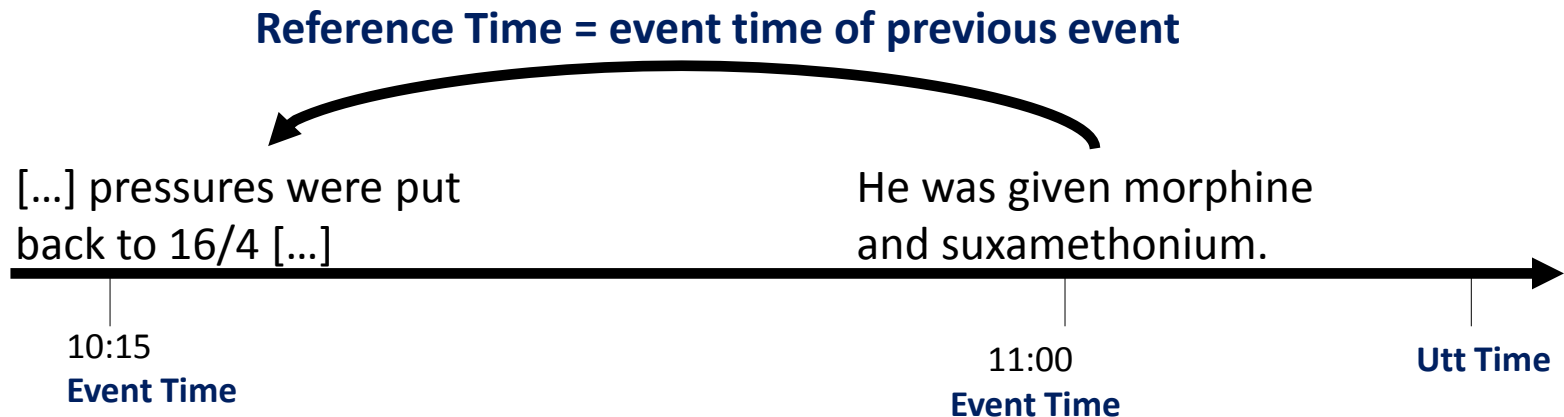 Reference Time = event time of previous event
[...] pressures were put
back to 16/4 [...]
He was given morphine
and suxamethonium.
10:15
Event Time
11:00
Event Time
Utt Time